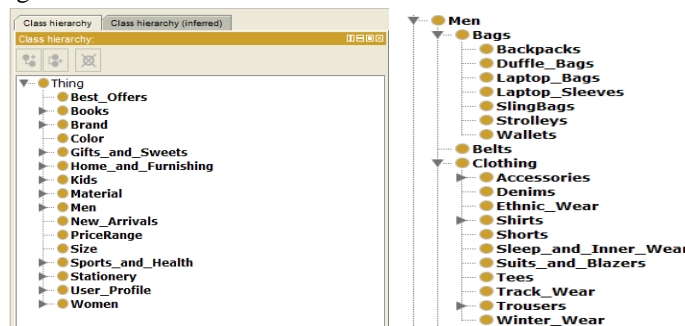 g
Class hierarchy Class hierarchy (inferred)
Class hierarchy:
Thing
Best_Offers
Books
Brand
Color
Gifts_and_Sweets
Home_and_Furnishing
Kids
Material
Men
New_Arrivals
PriceRange
Size
Sports_and_Health
Stationery
User_Profile
Women
Men
Bags
Backpacks
Duffle_Bags
Laptop_Bags
Laptop_Sleeves
SlingBags
Strolleys
Wallets
Belts
Clothing
Accessories
Denims
Ethnic_Wear
Shirts
Shorts
Sleep_and_Inner_Wear
Suits_and_Blazers
Tees
Track_Wear
Trousers
Winter_Wear